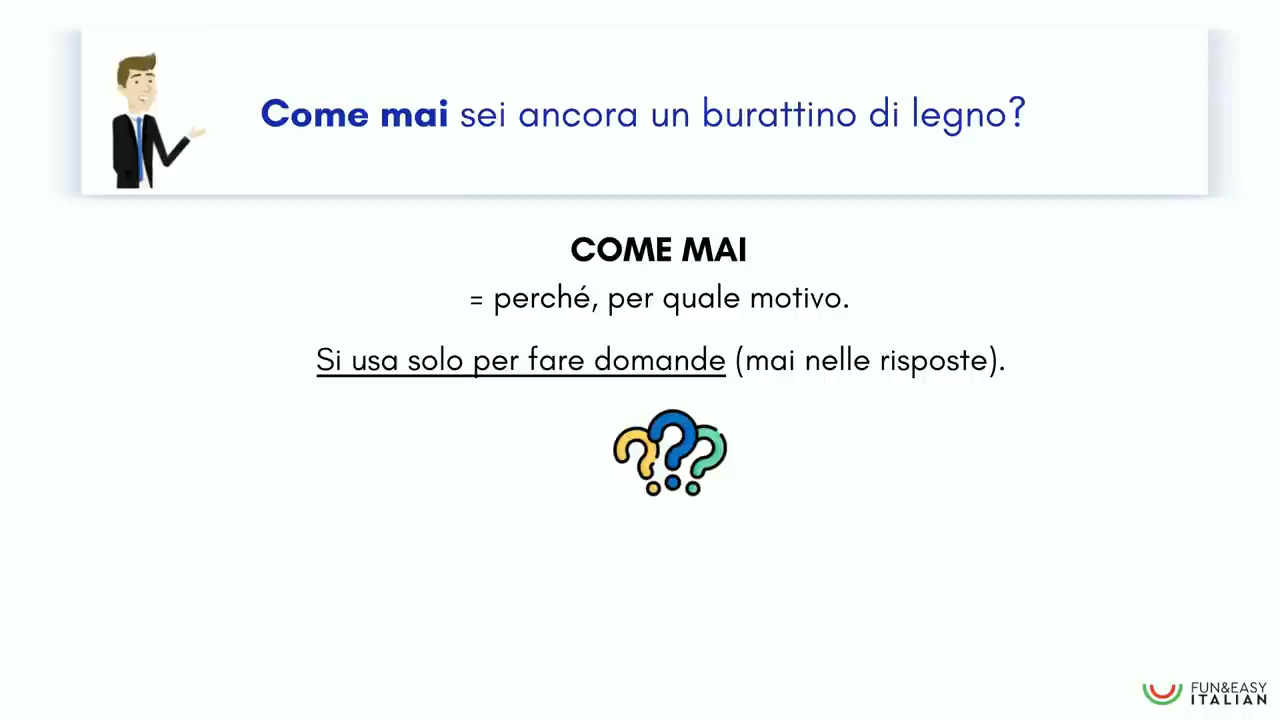 Come mai sei ancora un burattino di legno?
COME MAI
= perché, per quale motivo.
Si usa solo per fare domande (mai nelle risposte).
FUN&EASY
ITALIAN